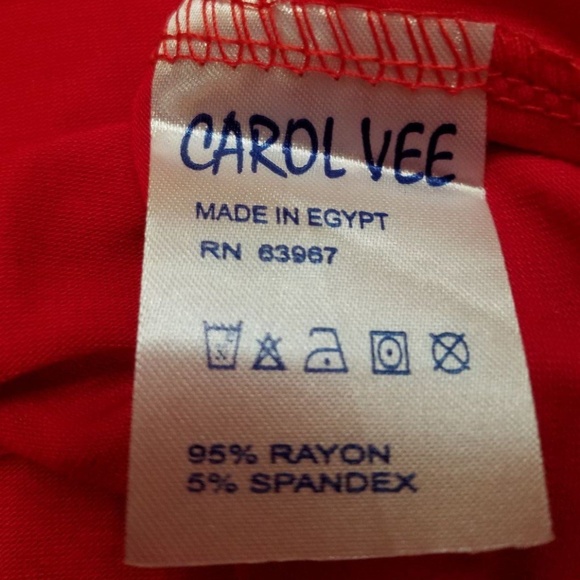 CAROL VEE
MADE IN EGYPT
RN 63967
95% RAYON
5% SPANDEX